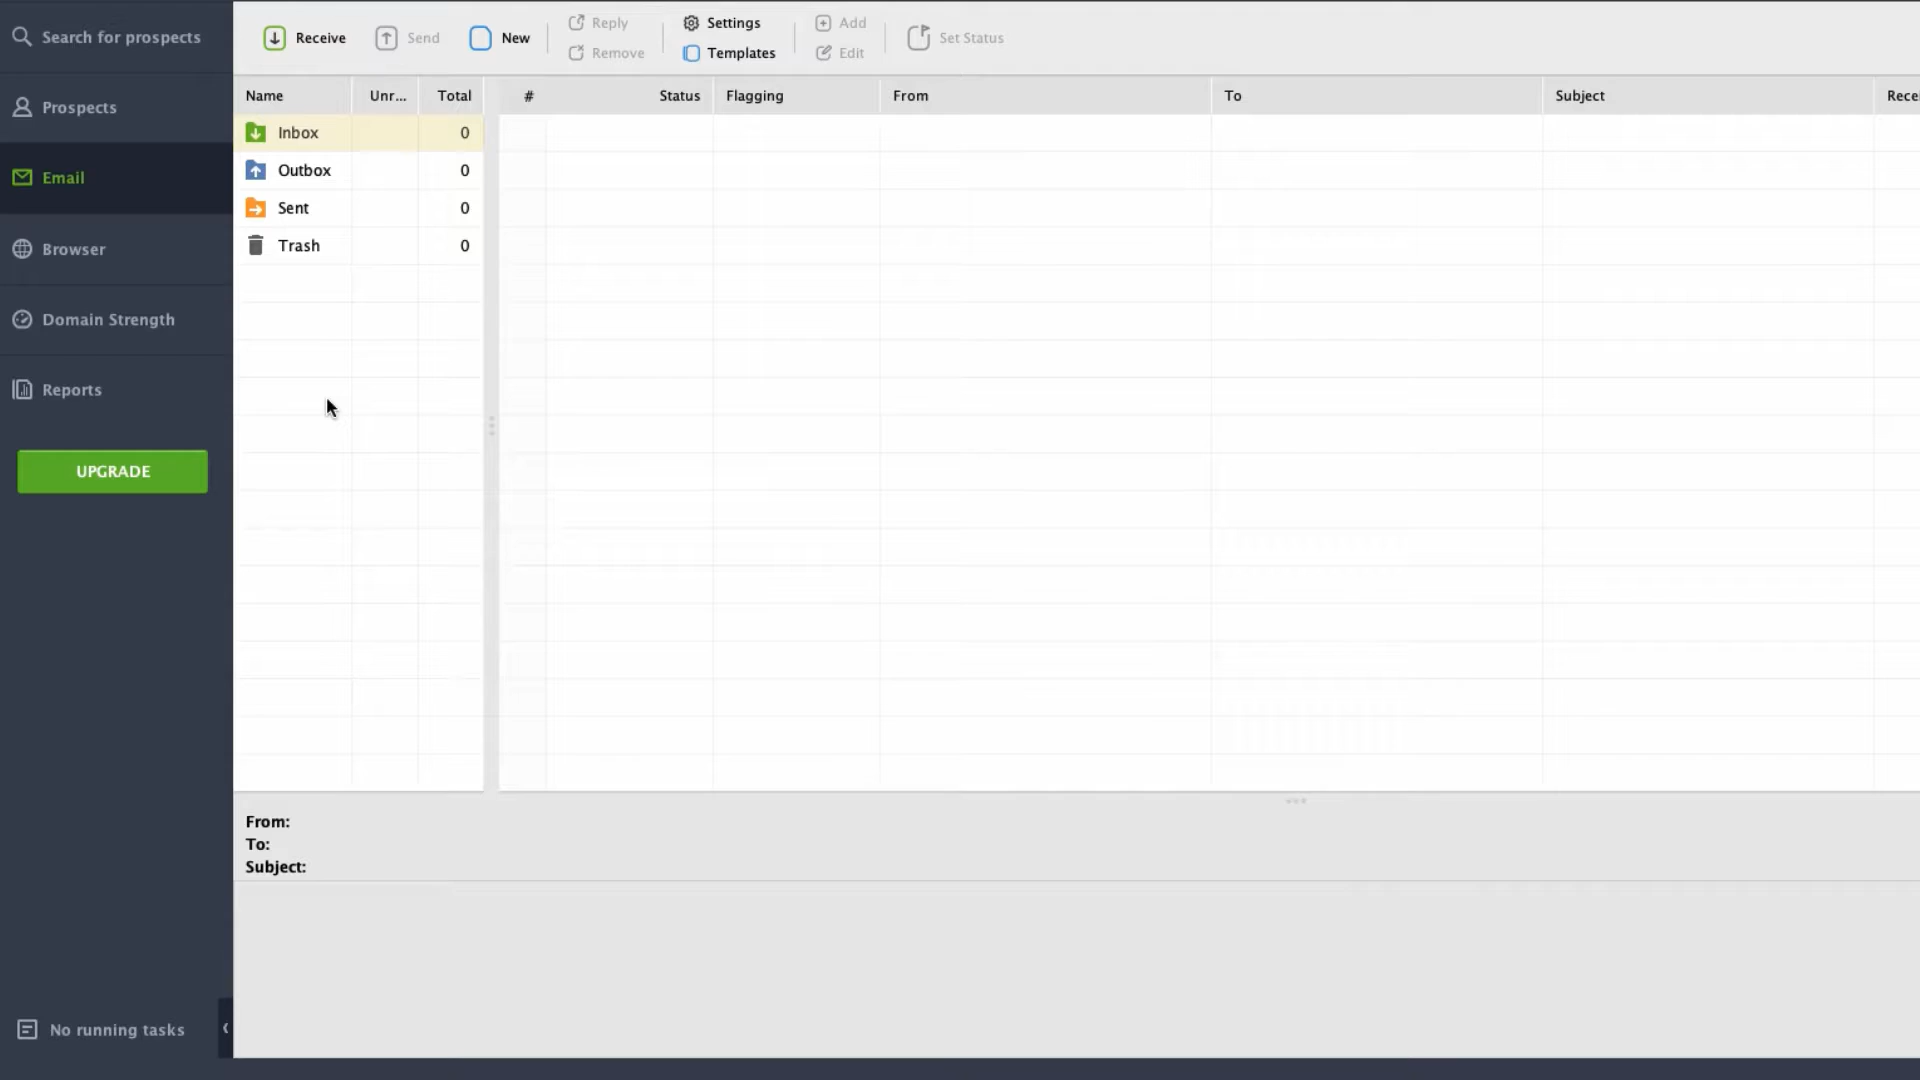 Search for prospects
Prospects
Email
Browser
Domain Strength
Reports
UPGRADE
No running tasks
Receive
Send
New
Reply
Remove
Settings
Templates
Add
Edit
Set Status
Name Unr... Total
Inbox 0
Outbox 0
Sent 0
Trash 0
# Status Flagging From To Subject Recei
From:
To:
Subject: